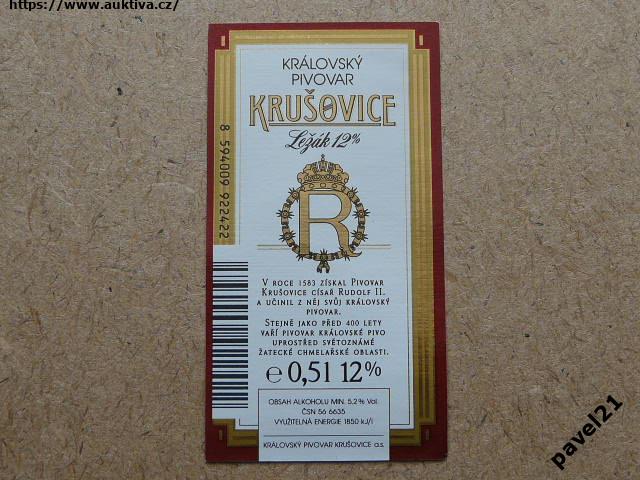 https://www.auktiva.cz/
KRÁLOVSKÝ
PIVOVAR
KRUŠOVICE
Ležák 12%
R
8 594009 922422
V ROCE 1583 ZÍSKAL PIVOVAR
KRUŠOVICE CÍSAŘ RUDOLF II.
A UČINIL Z NĚJ SVŮJ KRÁLOVSKÝ
PIVOVAR.
STEJNĚ JAKO PŘED 400 LETY
VAŘÍ PIVOVAR KRÁLOVSKÉ PIVO
UPROSTŘED SVĚTOZNÁMÉ
ŽATECKÉ CHMELAŘSKÉ OBLASTI.
e 0,5l 12%
OBSAH ALKOHOLU MIN. 5,2% Vol.
ČSN 56 6635
VYUŽITELNÁ ENERGIE 1850 kJ/l
KRÁLOVSKÝ PIVOVAR KRUŠOVICE a.s.
pavel21